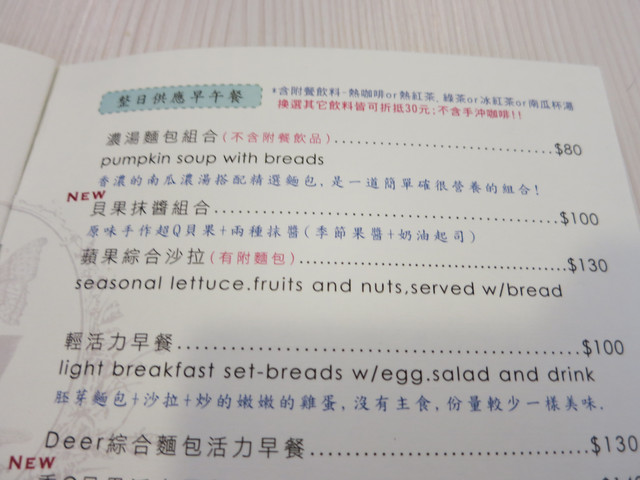 整日供應早午餐
*含附餐飲料-熱咖啡or熱紅茶,綠茶or冰紅茶or南瓜杯湯
換選其它飲料皆可折抵30元;不含手沖咖啡!!
濃湯麵包組合(不含附餐飲品)..............................$80
pumpkin soup with breads
香濃的南瓜濃湯搭配精選麵包,是一道簡單確很營養的組合!
NEW
貝果抹醬組合..............................$100
原味手作超Q貝果+兩種抹醬(季節果醬+奶油起司)
蘋果綜合沙拉(有附麵包)..............................$130
seasonal lettuce.fruits and nuts,served w/bread
輕活力早餐..............................$100
light breakfast set-breads w/egg.salad and drink
胚芽麵包+沙拉+炒的嫩嫩的雞蛋,沒有主食,份量較少一樣美味.
Deer綜合麵包活力早餐..............................$130
NEW